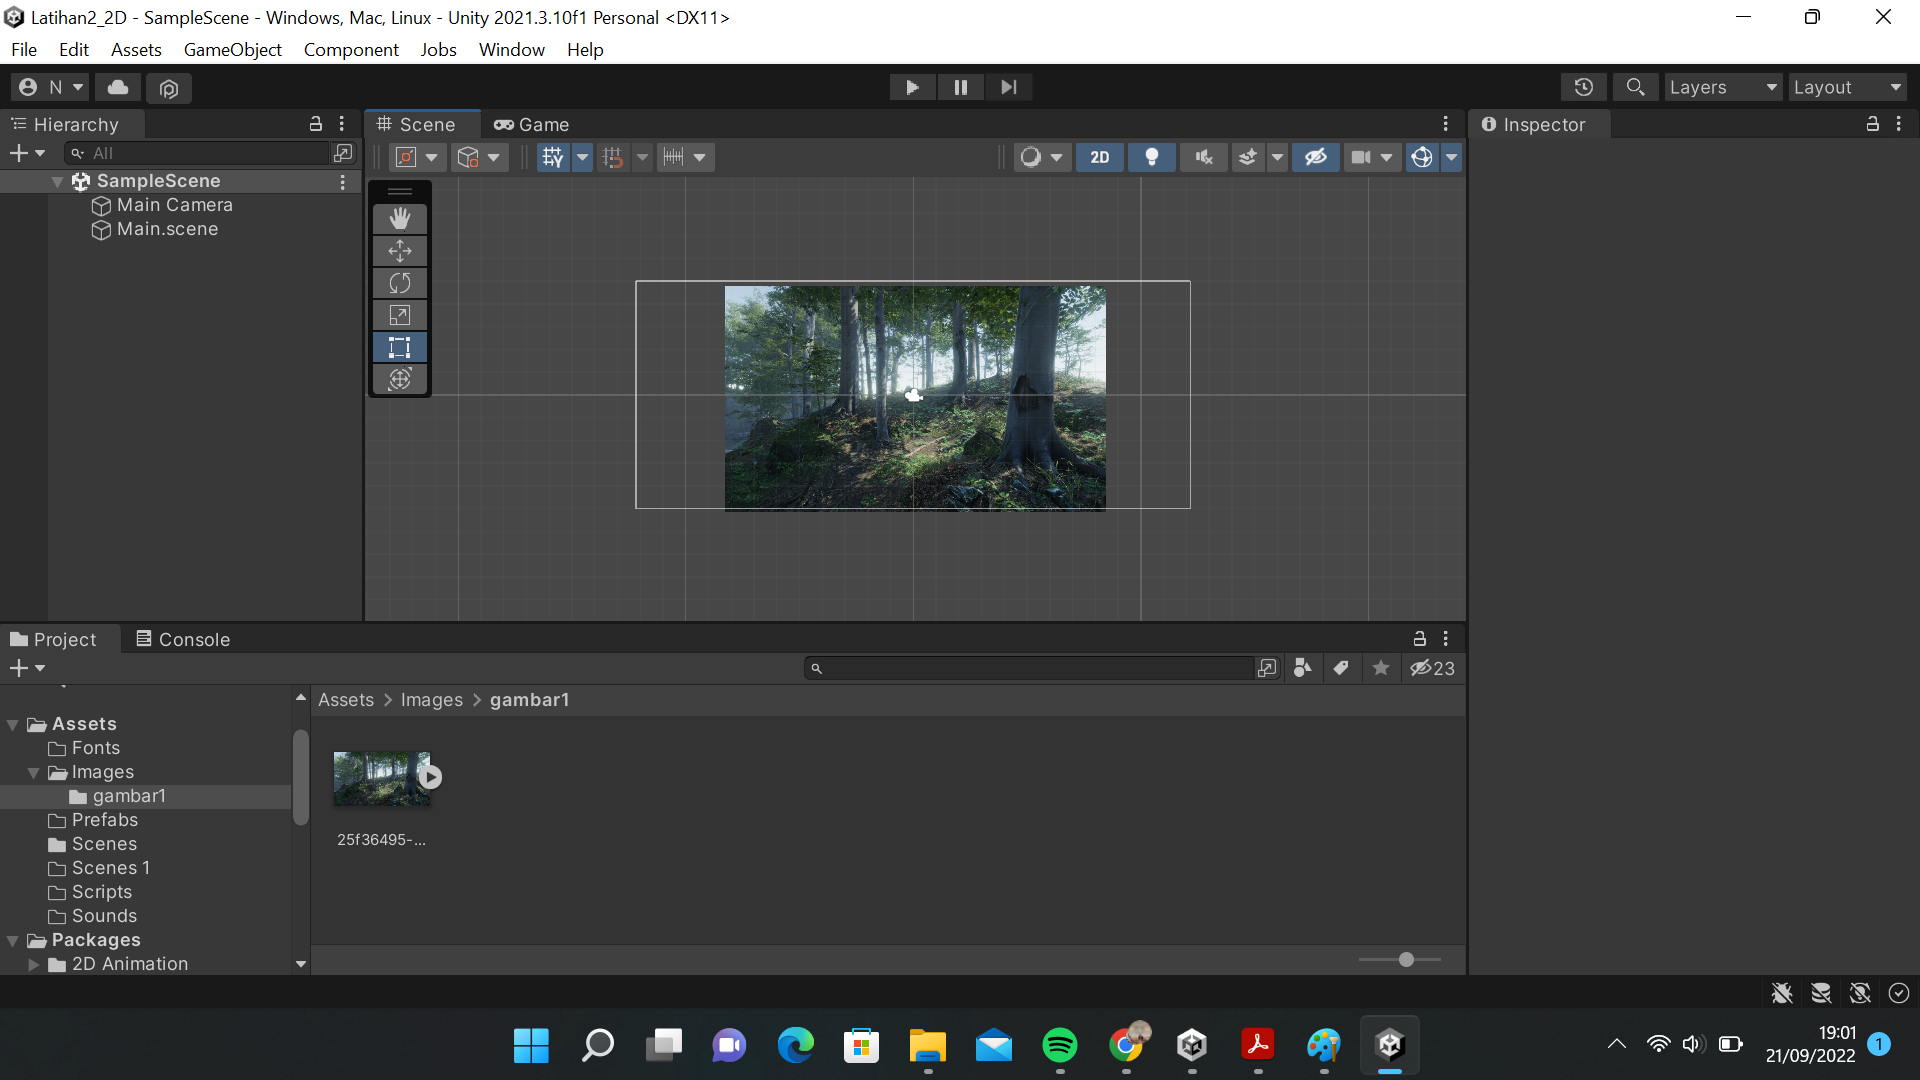 Latihan2_2D - SampleScene - Windows, Mac, Linux - Unity 2021.3.10f1 Personal <DX11>
File Edit Assets GameObject Component Jobs Window Help
N Layers Layout
Hierarchy Scene Game Inspector
All 2D
SampleScene
Main Camera
Main.scene
Project Console
23
Assets > Images > gambar1
Assets
Fonts
Images
gambar1
25f36495-...
Prefabs
Scenes
Scenes 1
Scripts
Sounds
Packages
2D Animation
19:01
21/09/2022 1